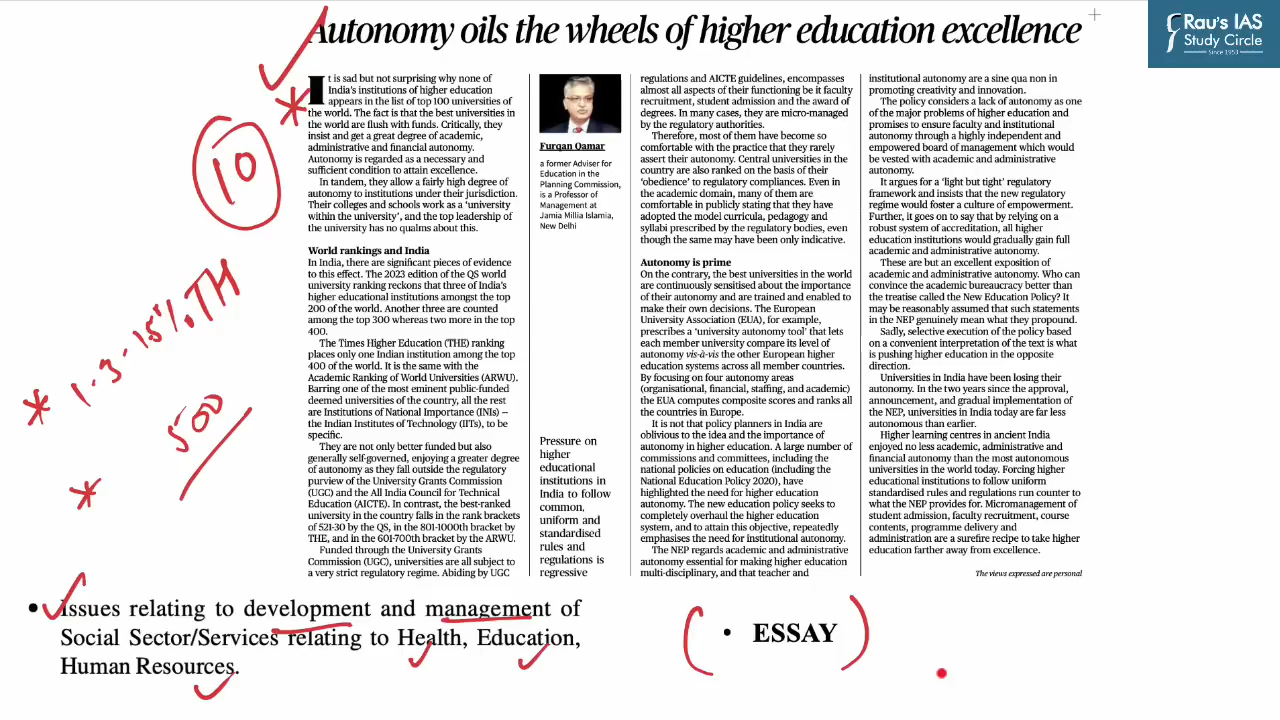 Autonomy oils the wheels of higher education excellence
Rau's IAS
Study Circle
Since 1953
It is sad but not surprising why none of
India's institutions of higher education
appears in the list of top 100 universities of
the world. The fact is that the best universities in
the world are flush with funds. Critically, they
insist and get a great degree of academic,
administrative and financial autonomy.
Autonomy is regarded as a necessary and
sufficient condition to attain excellence.
In tandem, they allow a fairly high degree of
autonomy to institutions under their jurisdiction.
Their colleges and schools work as a 'university
within the university', and the top leadership of
the university has no qualms about this.
World rankings and India
In India, there are significant pieces of evidence
to this effect. The 2023 edition of the QS world
university ranking reckons that three of India's
higher educational institutions amongst the top
200 of the world. Another three are counted
among the top 300 whereas two more in the top
400.
The Times Higher Education (THE) ranking
places only one Indian institution among the top
400 of the world. It is the same with the
Academic Ranking of World Universities (ARWU).
Barring one of the most eminent public-funded
deemed universities of the country, all the rest
are Institutions of National Importance (INIs) –
the Indian Institutes of Technology (IITs), to be
specific.
They are not only better funded but also
generally self-governed, enjoying a greater degree
of autonomy as they fall outside the regulatory
purview of the University Grants Commission
(UGC) and the All India Council for Technical
Education (AICTE). In contrast, the best-ranked
university in the country falls in the rank brackets
of 521-30 by the QS, in the 801-1000th bracket by
THE, and in the 601-700th bracket by the ARWU.
Funded through the University Grants
Commission (UGC), universities are all subject to
a very strict regulatory regime. Abiding by UGC
Furqan Qamar
a former Adviser for
Education in the
Planning Commission,
is a Professor of
Management at
Jamia Millia Islamia,
New Delhi
Pressure on
higher
educational
institutions in
India to follow
common,
uniform and
standardised
rules and
regulations is
regressive
regulations and AICTE guidelines, encompasses
almost all aspects of their functioning be it faculty
recruitment, student admission and the award of
degrees. In many cases, they are micro-managed
by the regulatory authorities.
Therefore, most of them have become so
comfortable with the practice that they rarely
assert their autonomy. Central universities in the
country are also ranked on the basis of their
'obedience' to regulatory compliances. Even in
the academic domain, many of them are
comfortable in publicly stating that they have
adopted the model curricula, pedagogy and
syllabi prescribed by the regulatory bodies, even
though the same may have been only indicative.
Autonomy is prime
On the contrary, the best universities in the world
are continuously sensitised about the importance
of their autonomy and are trained and enabled to
make their own decisions. The European
University Association (EUA), for example,
prescribes a 'university autonomy tool' that lets
each member university compare its level of
autonomy vis-à-vis the other European higher
education systems across all member countries.
By focusing on four autonomy areas
(organisational, financial, staffing, and academic)
the EUA computes composite scores and ranks all
the countries in Europe.
It is not that policy planners in India are
oblivious to the idea and the importance of
autonomy in higher education. A large number of
commissions and committees, including the
national policies on education (including the
National Education Policy 2020), have
highlighted the need for higher education
autonomy. The new education policy seeks to
completely overhaul the higher education
system, and to attain this objective, repeatedly
emphasises the need for institutional autonomy.
The NEP regards academic and administrative
autonomy essential for making higher education
multi-disciplinary, and that teacher and
institutional autonomy are a sine qua non in
promoting creativity and innovation.
The policy considers a lack of autonomy as one
of the major problems of higher education and
promises to ensure faculty and institutional
autonomy through a highly independent and
empowered board of management which would
be vested with academic and administrative
autonomy.
It argues for a 'light but tight' regulatory
framework and insists that the new regulatory
regime would foster a culture of empowerment.
Further, it goes on to say that by relying on a
robust system of accreditation, all higher
education institutions would gradually gain full
academic and administrative autonomy.
These are but an excellent exposition of
academic and administrative autonomy. Who can
convince the academic bureaucracy better than
the treatise called the New Education Policy? It
may be reasonably assumed that such statements
in the NEP genuinely mean what they propound.
Sadly, selective execution of the policy based
on a convenient interpretation of the text is what
is pushing higher education in the opposite
direction.
Universities in India have been losing their
autonomy. In the two years since the approval,
announcement, and gradual implementation of
the NEP, universities in India today are far less
autonomous than earlier.
Higher learning centres in ancient India
enjoyed no less academic, administrative and
financial autonomy than the most autonomous
universities in the world today. Forcing higher
educational institutions to follow uniform
standardised rules and regulations run counter to
what the NEP provides for. Micromanagement of
student admission, faculty recruitment, course
contents, programme delivery and
administration are a surefire recipe to take higher
education farther away from excellence.
The views expressed are personal
10
1.3-1.5% TH
500
• Issues relating to development and management of
Social Sector/Services relating to Health, Education,
Human Resources.
• ESSAY